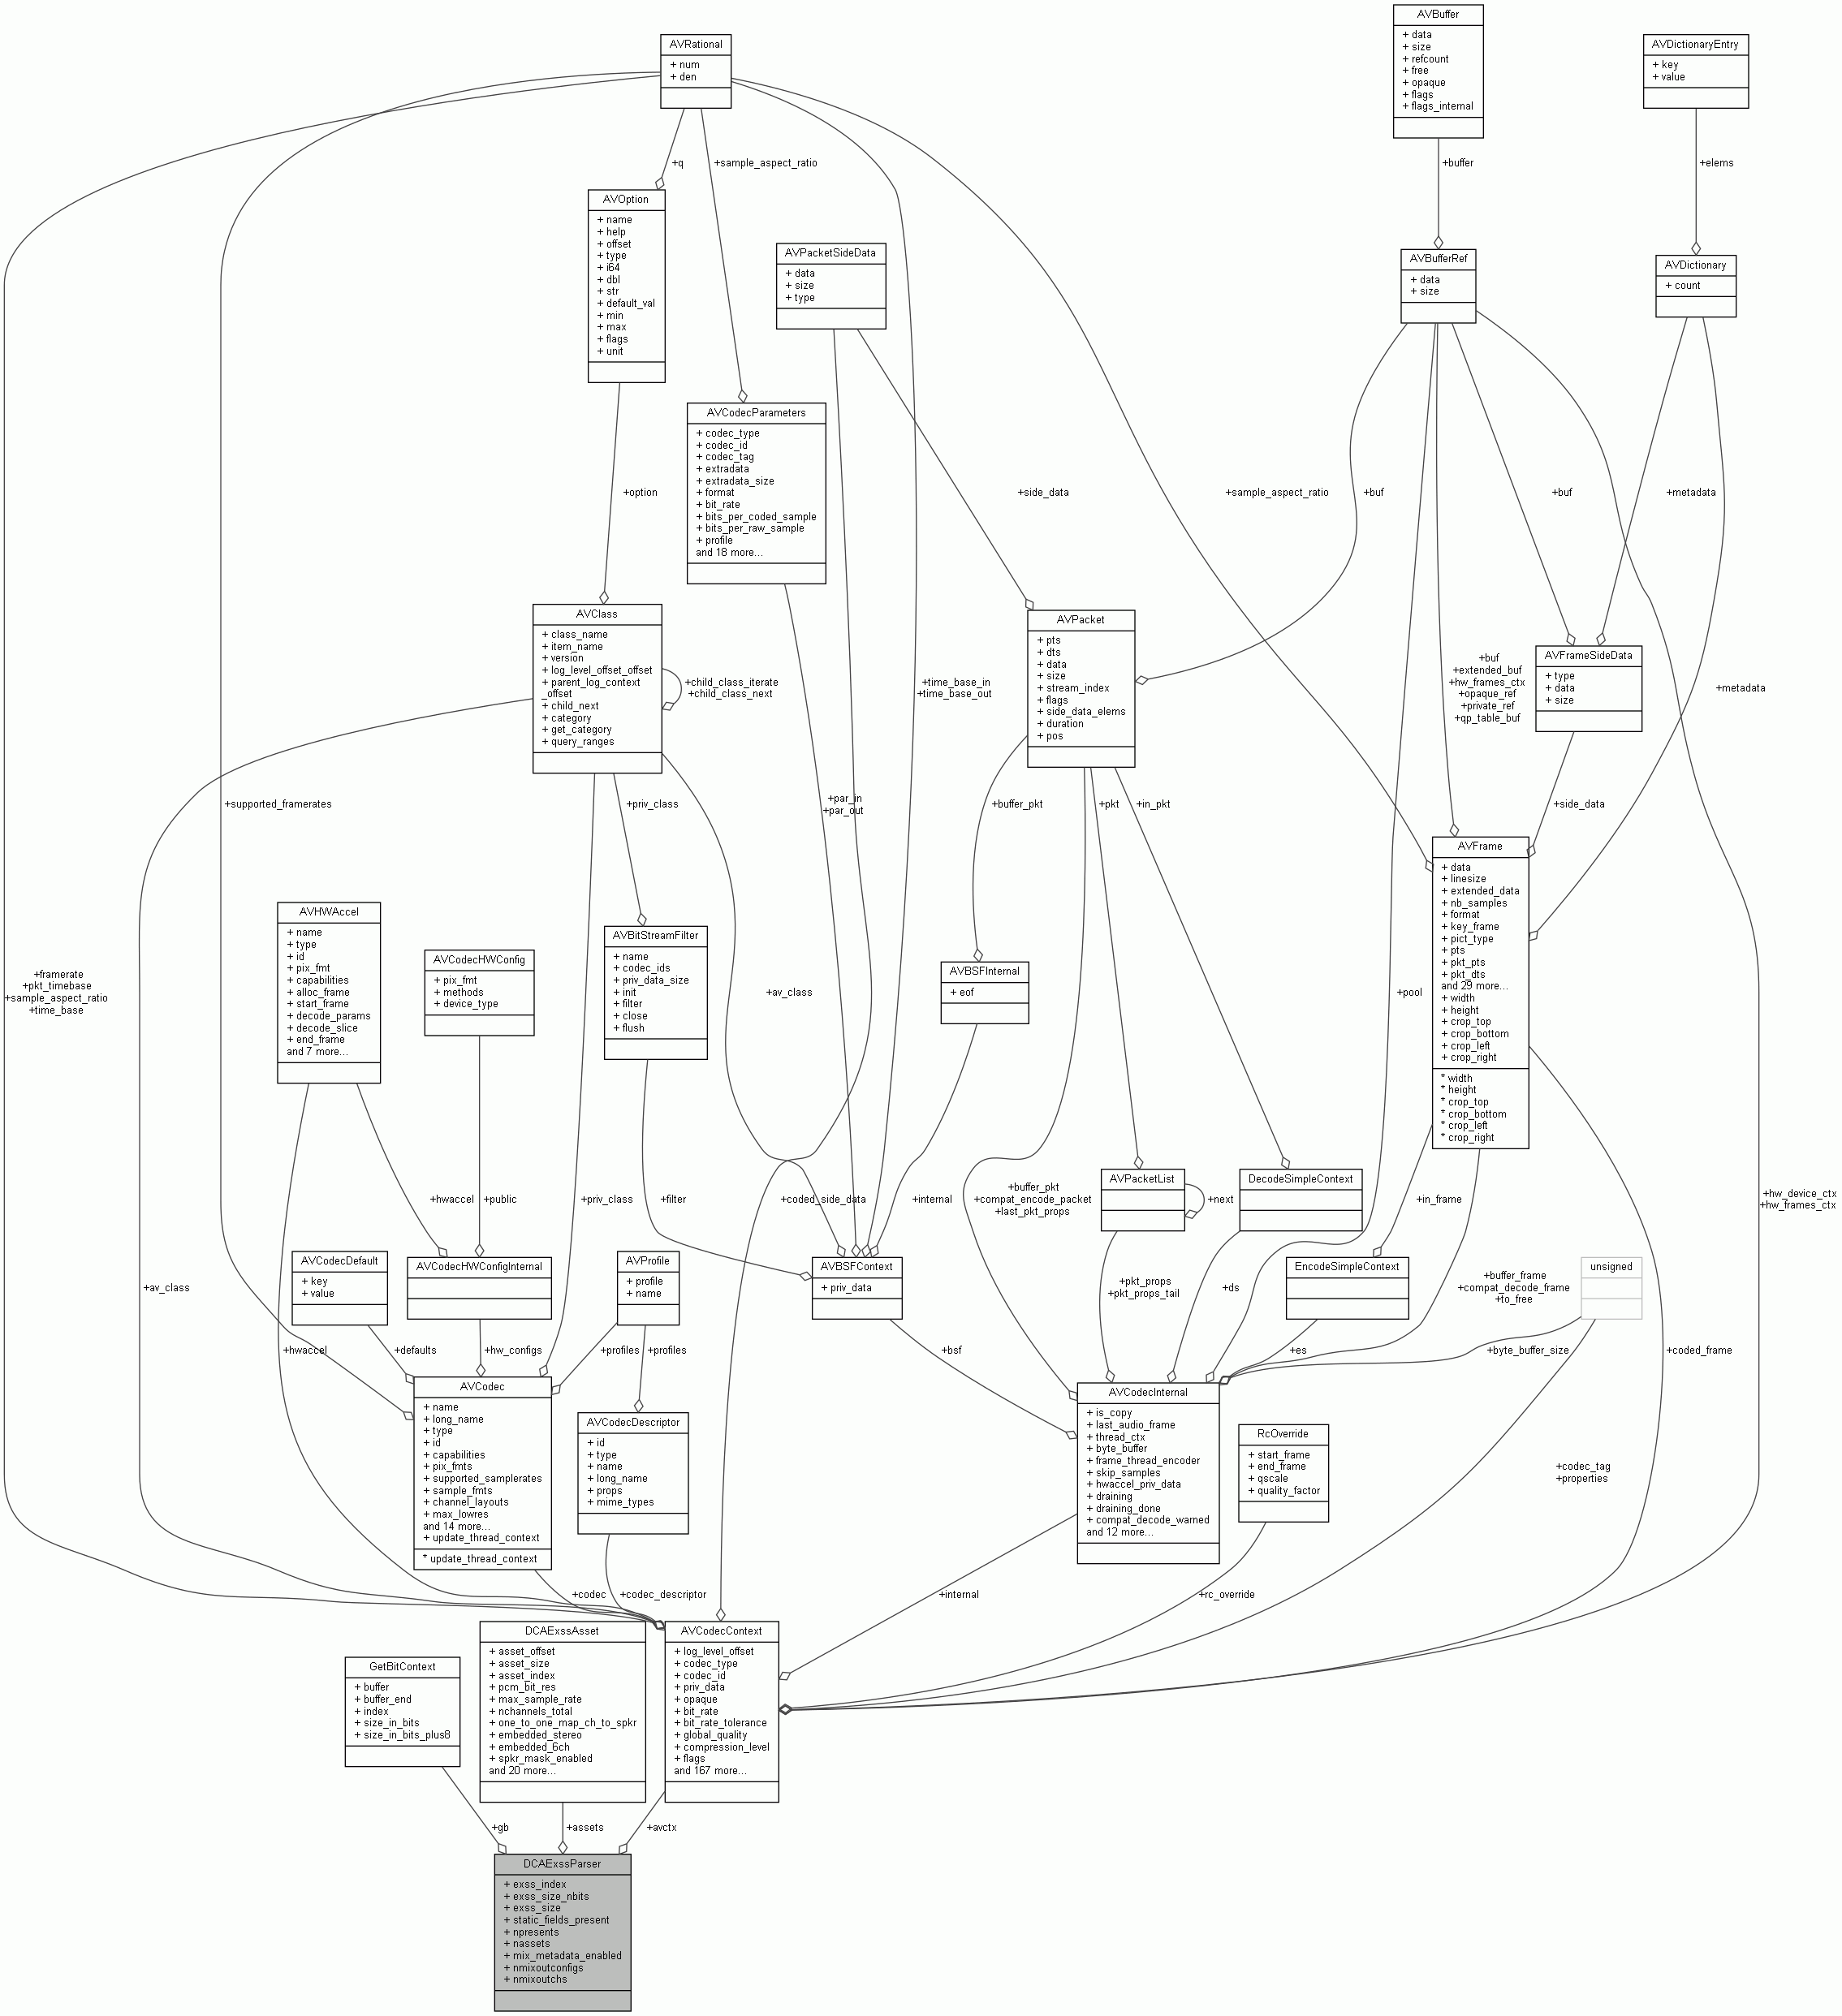 AVBuffer
+ data
+ size
+ refcount
+ free
+ opaque
+ flags
+ flags_internal
AVRational
+ num
+ den
AVDictionaryEntry
+ key
+ value
+q
+sample_aspect_ratio
+buffer
+elems
AVOption
+ name
+ help
+ offset
+ type
+ i64
+ dbl
+ str
+ default_val
+ min
+ max
+ flags
+ unit
AVPacketSideData
+ data
+ size
+ type
AVBufferRef
+ data
+ size
AVDictionary
+ count
AVCodecParameters
+ codec_type
+ codec_id
+ codec_tag
+ extradata
+ extradata_size
+ format
+ bit_rate
+ bits_per_coded_sample
+ bits_per_raw_sample
+ profile
and 18 more...
+option
+side_data
+sample_aspect_ratio
+buf
+buf
+metadata
AVClass
+ class_name
+ item_name
+ version
+ log_level_offset_offset
+ parent_log_context
_offset
+ child_next
+ category
+ get_category
+ query_ranges
+child_class_iterate
+child_class_next
+time_base_in
+time_base_out
AVPacket
+ pts
+ dts
+ data
+ size
+ stream_index
+ flags
+ side_data_elems
+ duration
+ pos
+buf
+extended_buf
+hw_frames_ctx
+opaque_ref
+private_ref
+qp_table_buf
AVFrameSideData
+ type
+ data
+ size
+metadata
+supported_framerates
+priv_class
+par_in
+par_out
+buffer_pkt
+pkt
+in_pkt
+side_data
AVFrame
+ data
+ linesize
+ extended_data
+ nb_samples
+ format
+ key_frame
+ pict_type
+ pts
+ pkt_pts
+ pkt_dts
and 29 more...
+ width
+ height
+ crop_top
+ crop_bottom
+ crop_left
+ crop_right
* width
* height
* crop_top
* crop_bottom
* crop_left
* crop_right
AVHWAccel
+ name
+ type
+ id
+ pix_fmt
+ capabilities
+ alloc_frame
+ start_frame
+ decode_params
+ decode_slice
+ end_frame
and 7 more...
AVCodecHWConfig
+ pix_fmt
+ methods
+ device_type
AVBitStreamFilter
+ name
+ codec_ids
+ priv_data_size
+ init
+ filter
+ close
+ flush
AVBSFInternal
+ eof
+framerate
+pkt_timebase
+sample_aspect_ratio
+time_base
+av_class
+pool
+hwaccel
+public
+priv_class
+filter
+coded_side_data
+internal
+buffer_pkt
+compat_encode_packet
+last_pkt_props
AVPacketList
+next
DecodeSimpleContext
+in_frame
+hw_device_ctx
+hw_frames_ctx
AVCodecDefault
+ key
+ value
AVCodecHWConfigInternal
AVProfile
+ profile
+ name
AVBSFContext
+ priv_data
EncodeSimpleContext
unsigned
+av_class
+pkt_props
+pkt_props_tail
+ds
+buffer_frame
+compat_decode_frame
+to_free
+hwaccel
+defaults
+hw_configs
+profiles
+profiles
+bsf
+es
+byte_buffer_size
+coded_frame
AVCodec
+ name
+ long_name
+ type
+ id
+ capabilities
+ pix_fmts
+ supported_samplerates
+ sample_fmts
+ channel_layouts
+ max_lowres
and 14 more...
+ update_thread_context
* update_thread_context
AVCodecDescriptor
+ id
+ type
+ name
+ long_name
+ props
+ mime_types
AVCodecInternal
+ is_copy
+ last_audio_frame
+ thread_ctx
+ byte_buffer
+ frame_thread_encoder
+ skip_samples
+ hwaccel_priv_data
+ draining
+ draining_done
+ compat_decode_warned
and 12 more...
RcOverride
+ start_frame
+ end_frame
+ qscale
+ quality_factor
+codec_tag
+properties
+codec
+codec_descriptor
+internal
+rc_override
GetBitContext
+ buffer
+ buffer_end
+ index
+ size_in_bits
+ size_in_bits_plus8
DCAExssAsset
+ asset_offset
+ asset_size
+ asset_index
+ pcm_bit_res
+ max_sample_rate
+ nchannels_total
+ one_to_one_map_ch_to_spkr
+ embedded_stereo
+ embedded_6ch
+ spkr_mask_enabled
and 20 more...
AVCodecContext
+ log_level_offset
+ codec_type
+ codec_id
+ priv_data
+ opaque
+ bit_rate
+ bit_rate_tolerance
+ global_quality
+ compression_level
+ flags
and 167 more...
+gb
+assets
+avctx
DCAExssParser
+ exss_index
+ exss_size_nbits
+ exss_size
+ static_fields_present
+ npresents
+ nassets
+ mix_metadata_enabled
+ nmixoutconfigs
+ nmixoutchs